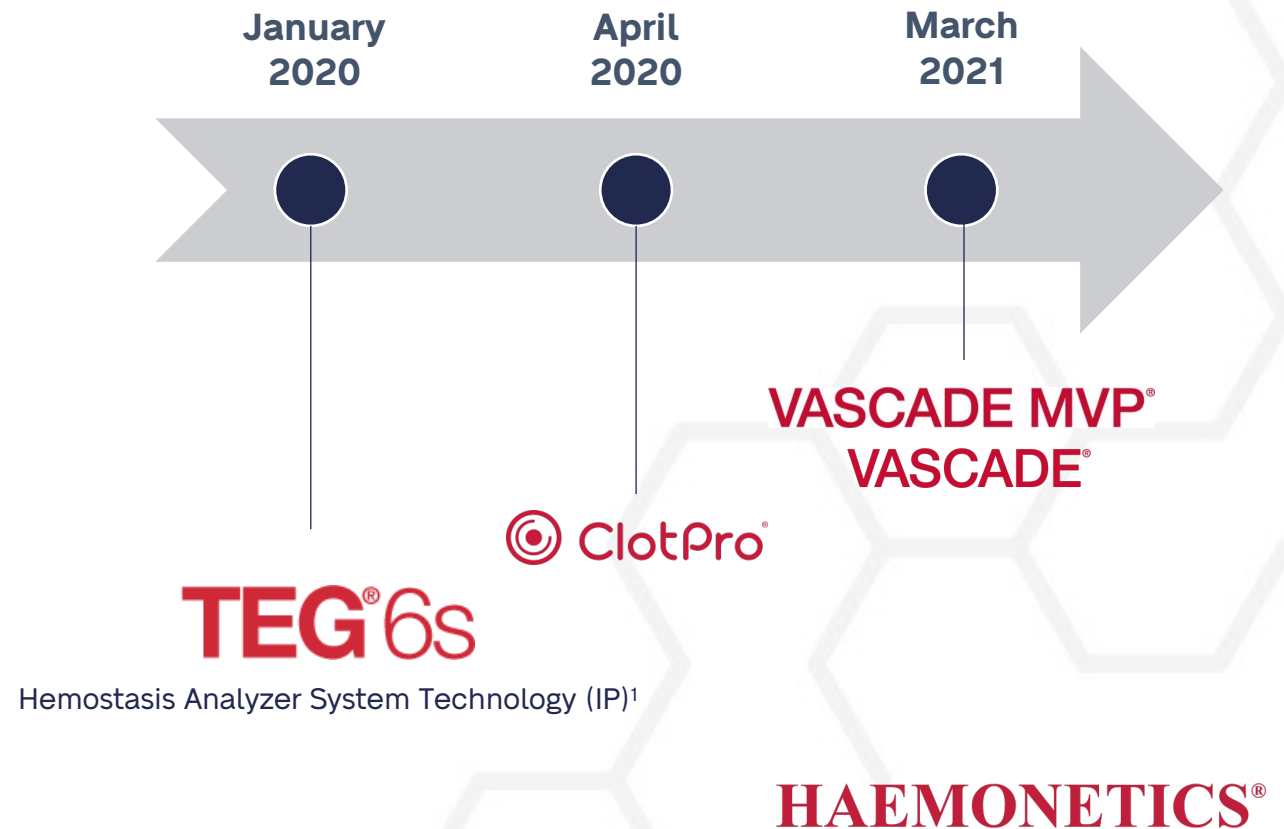 January
2020
April
2020
March
2021
VASCADE MVP®
VASCADE®
ClotPro®
TEG®6s
Hemostasis Analyzer System Technology (IP)¹
HAEMONETICS®